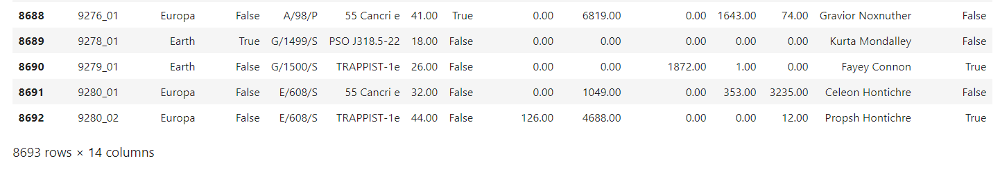 8688 9276_01 Europa False A/98/P 55 Cancri e 41.00 True 0.00 6819.00 0.00 1643.00 74.00 Gravior Noxnuther False
8689 9278_01 Earth True G/1499/S PSO J318.5-22 18.00 False 0.00 0.00 0.00 0.00 0.00 Kurta Mondalley False
8690 9279_01 Earth False G/1500/S TRAPPIST-1e 26.00 False 0.00 0.00 1872.00 1.00 0.00 Fayey Connon True
8691 9280_01 Europa False E/608/S 55 Cancri e 32.00 False 0.00 1049.00 0.00 353.00 3235.00 Celeon Hontichre False
8692 9280_02 Europa False E/608/S TRAPPIST-1e 44.00 False 126.00 4688.00 0.00 0.00 12.00 Propsh Hontichre True
8693 rows × 14 columns